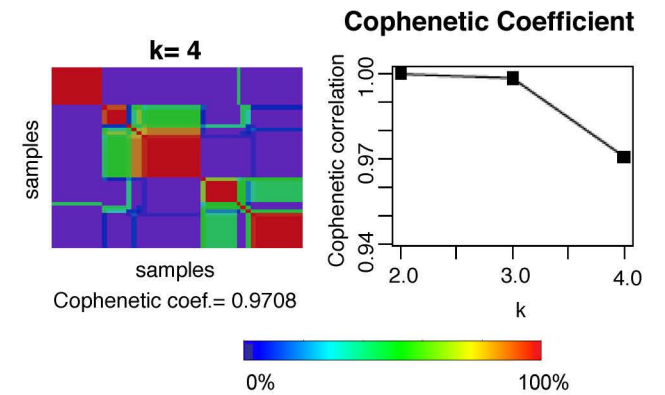 Cophenetic Coefficient
k= 4
samples
samples
Cophenetic coef.= 0.9708
Cophenetic correlation
1.00
0.97
0.94
2.0 3.0 4.0
k
0% 100%